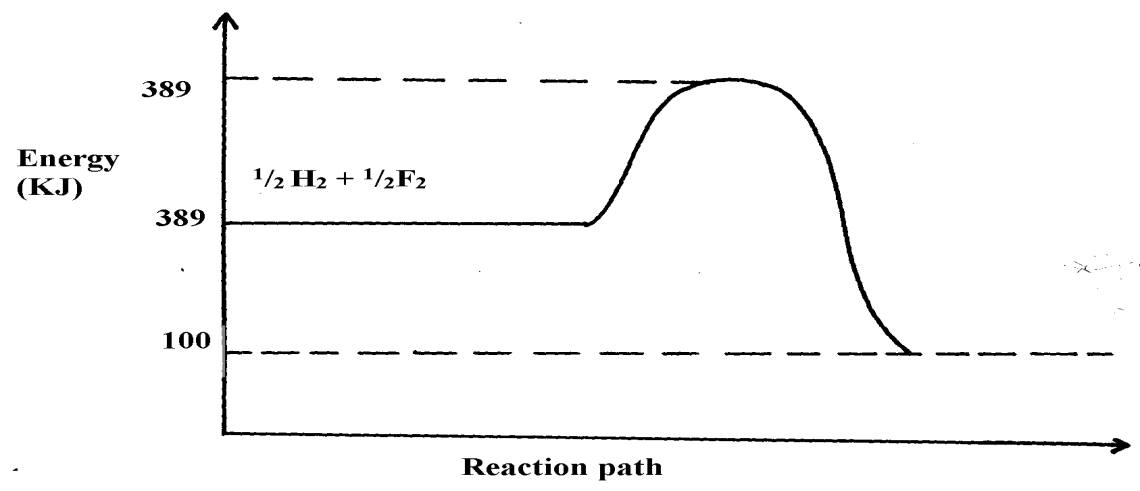 389
Energy
(KJ)
½ H₂ + ½F₂
389
100
Reaction path